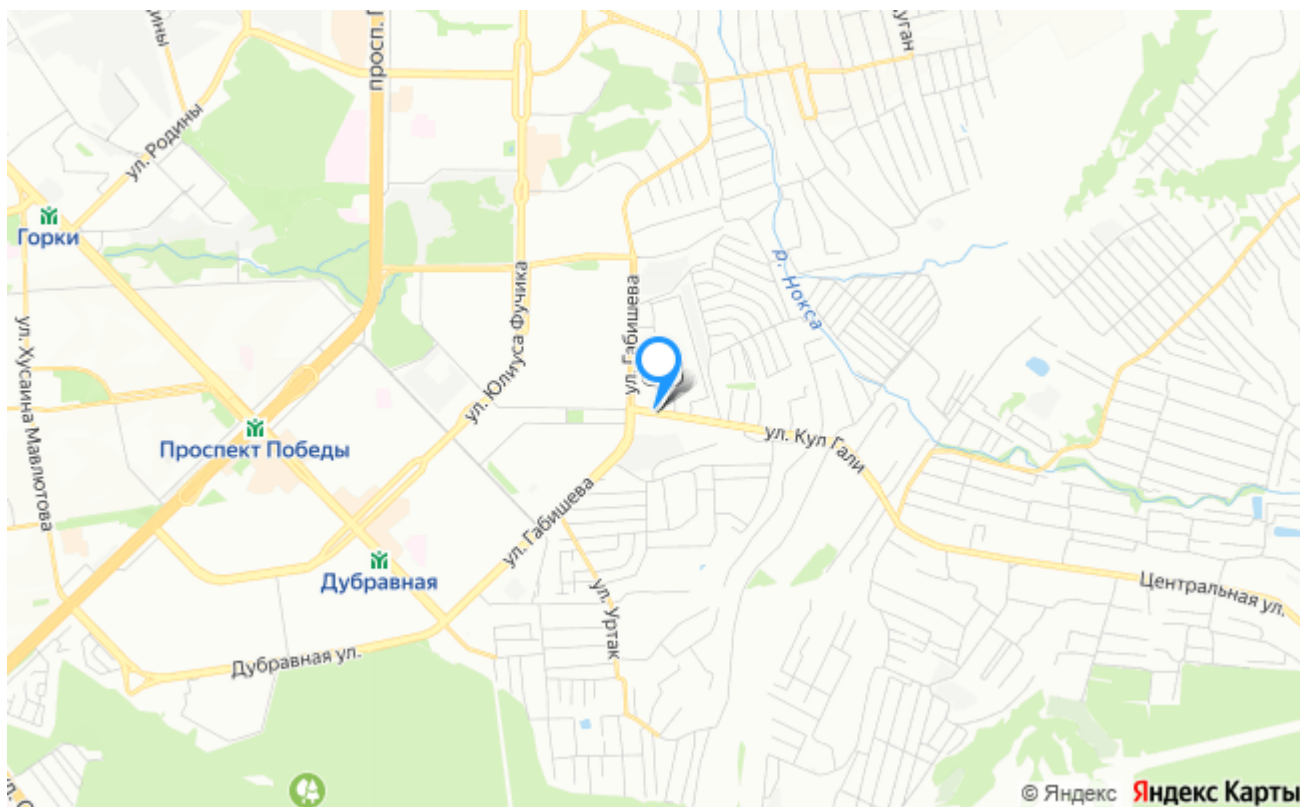 просп. П
ул. Родины
Горки
ул. Хусаина Мавлютова
Проспект Победы
ул. Юлиуса Фучика
ул. Габишева
р. Нокса
ул. Кул Гали
ул. Габишева
Дубравная
ул. Уртак
Центральная ул.
Дубравная ул.
© Яндекс Яндекс Карты